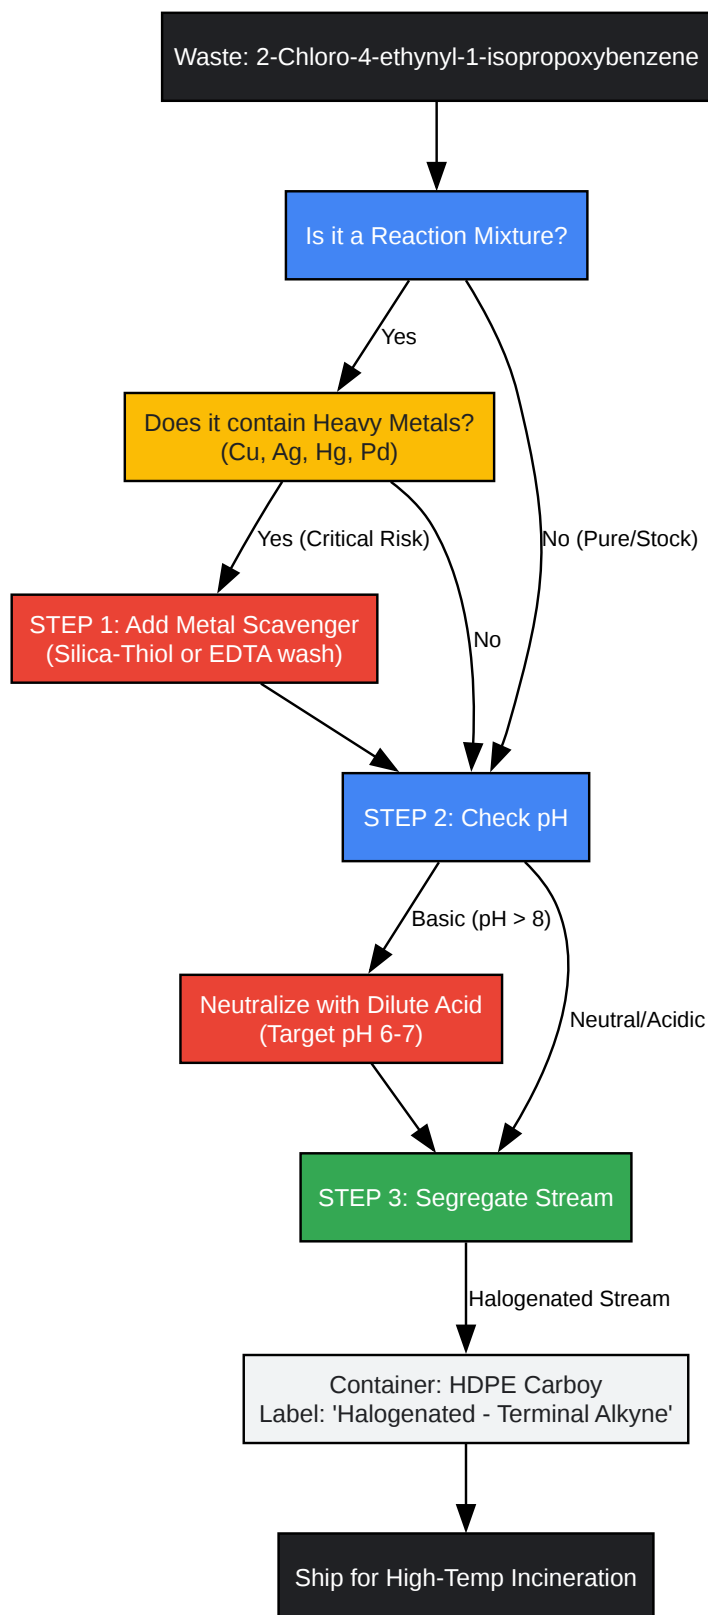 Waste: 2-Chloro-4-ethynyl-1-isopropoxybenzene
Is it a Reaction Mixture?
Yes
Does it contain Heavy Metals?
(Cu, Ag, Hg, Pd)
Yes (Critical Risk)
No (Pure/Stock)
STEP 1: Add Metal Scavenger
(Silica-Thiol or EDTA wash)
No
STEP 2: Check pH
Basic (pH > 8)
Neutralize with Dilute Acid
(Target pH 6-7)
Neutral/Acidic
STEP 3: Segregate Stream
Halogenated Stream
Container: HDPE Carboy
Label: 'Halogenated - Terminal Alkyne'
Ship for High-Temp Incineration